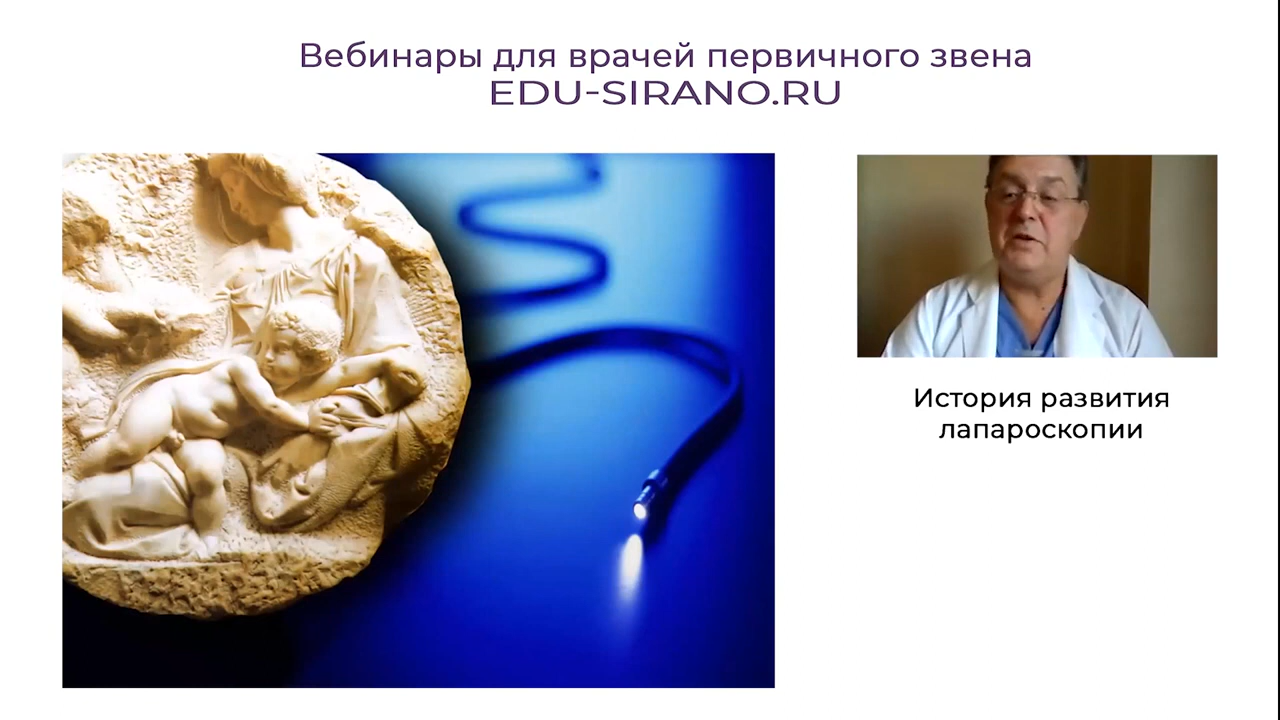 Вебинары для врачей первичного звена
EDU-SIRANO.RU
История развития
лапароскопии